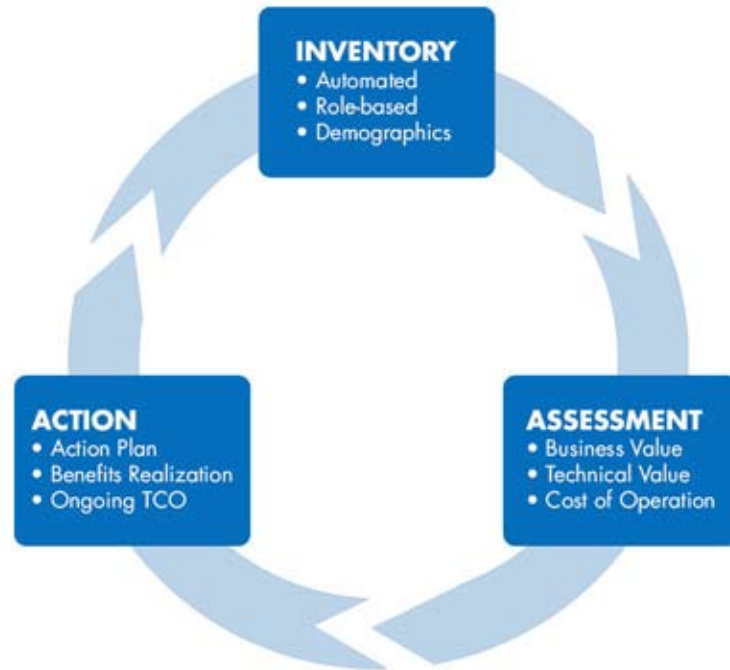 INVENTORY
• Automated
• Role-based
• Demographics
ACTION
• Action Plan
• Benefits Realization
• Ongoing TCO
ASSESSMENT
• Business Value
• Technical Value
• Cost of Operation